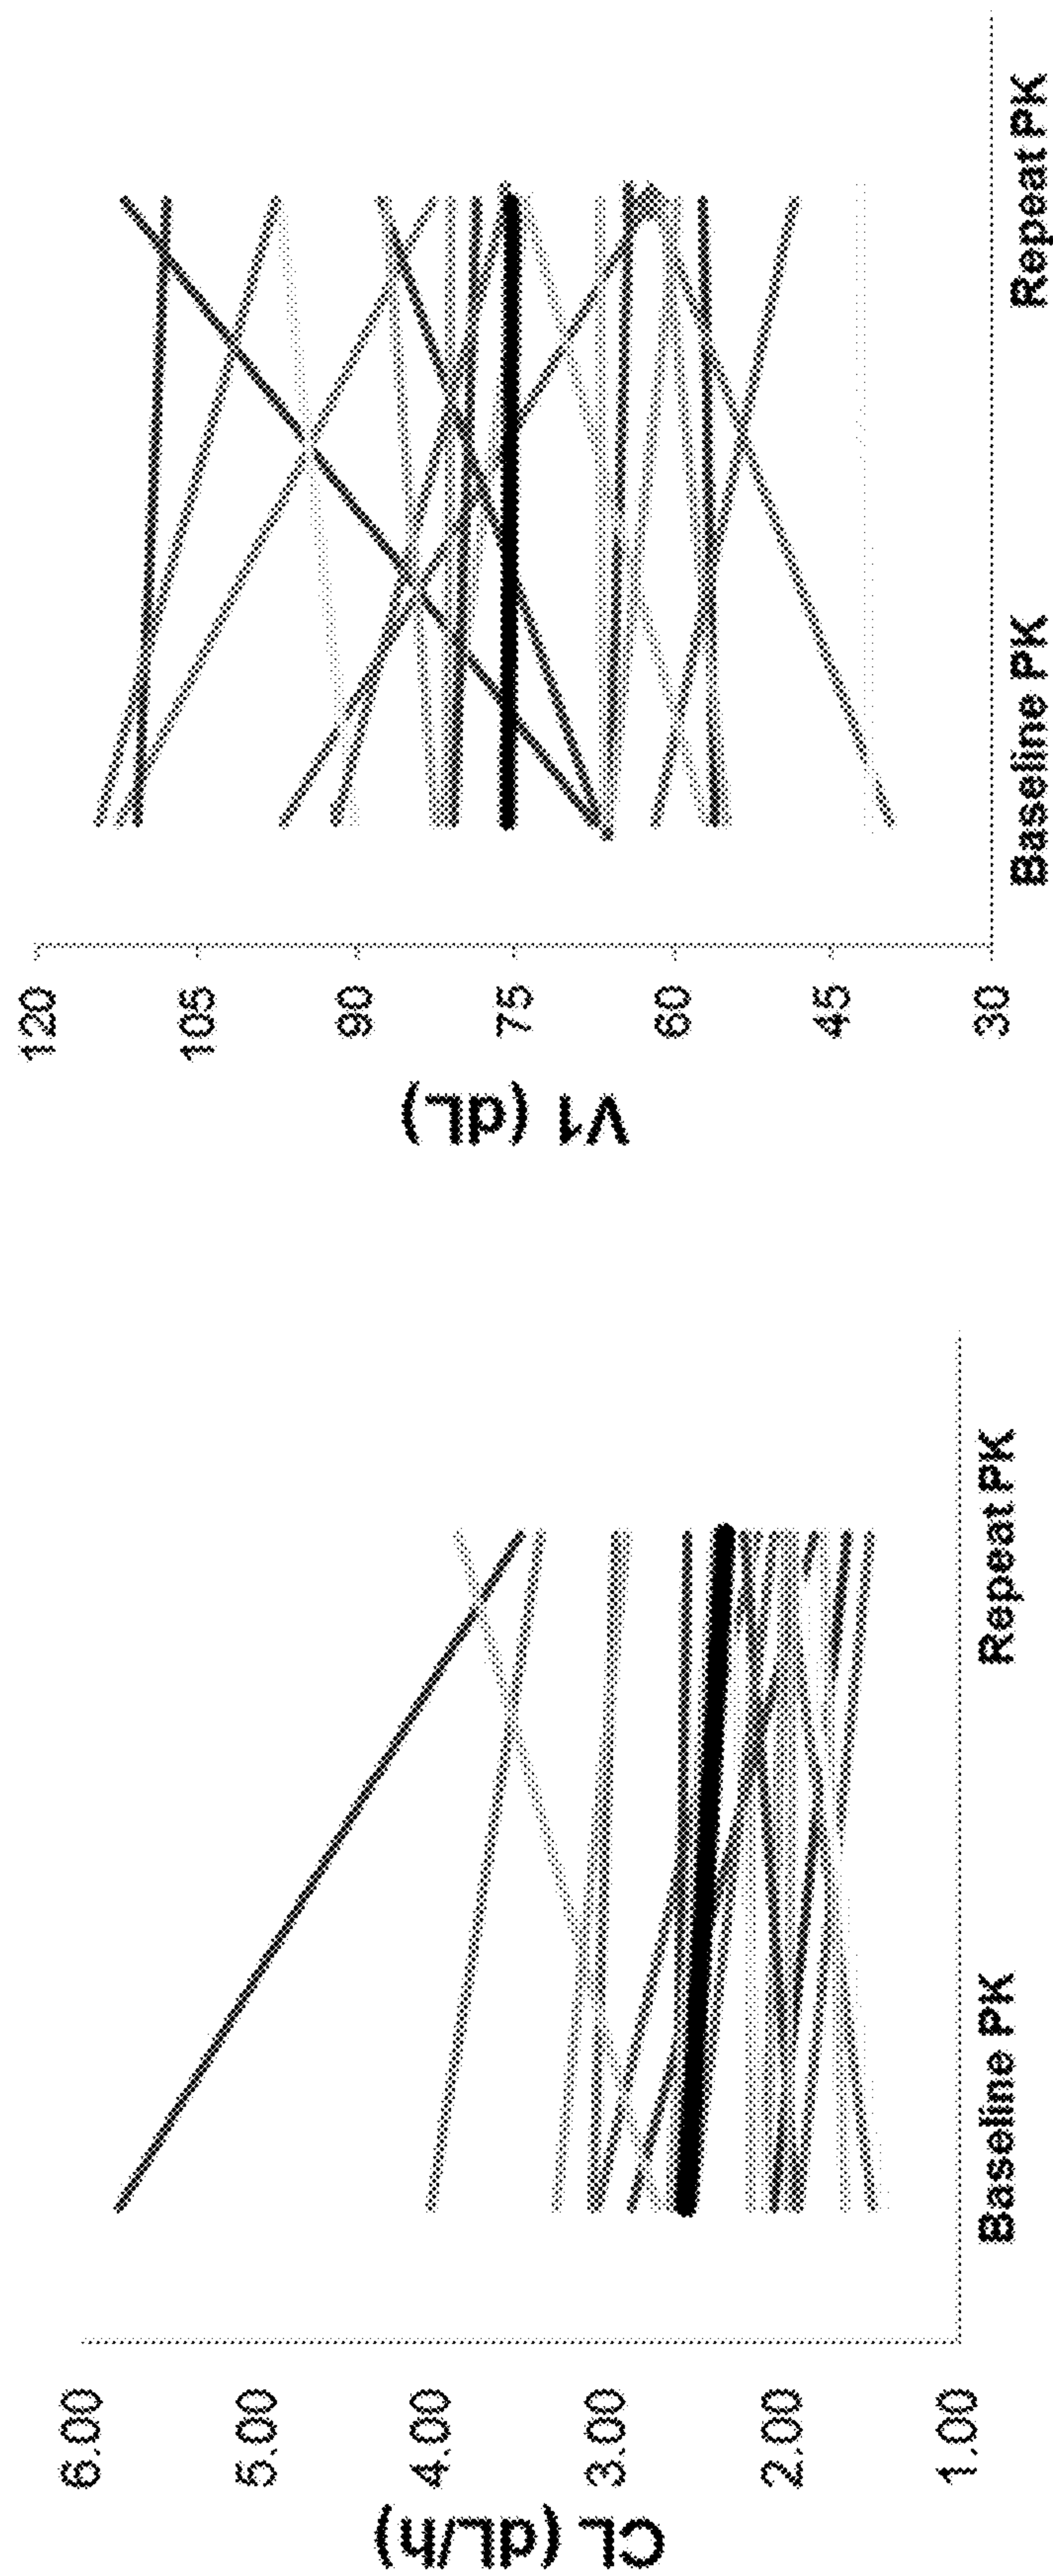 CL (dL/h)
6.00
5.00
4.00
3.00
2.00
1.00
Baseline PK
Repeat PK
V1 (dL)
120
105
90
75
60
45
30
Baseline PK
Repeat PK